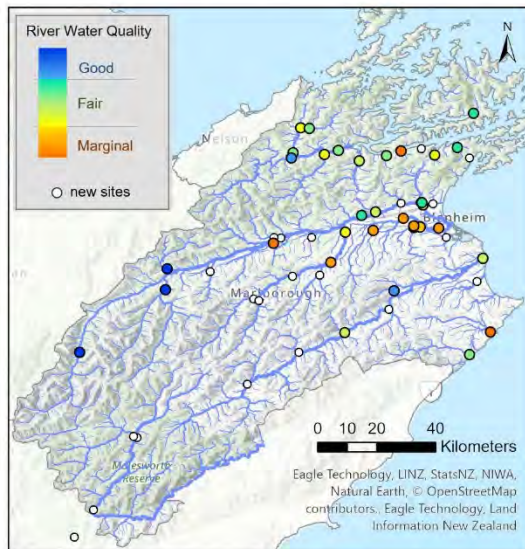 River Water Quality
Good
Fair
Marginal
new sites
N
Nelson
Blenheim
Marlborough
Molesworth
Reserve
0 10 20 40
Kilometers
Eagle Technology, LINZ, StatsNZ, NIWA,
Natural Earth, © OpenStreetMap
contributors., Eagle Technology, Land
Information New Zealand